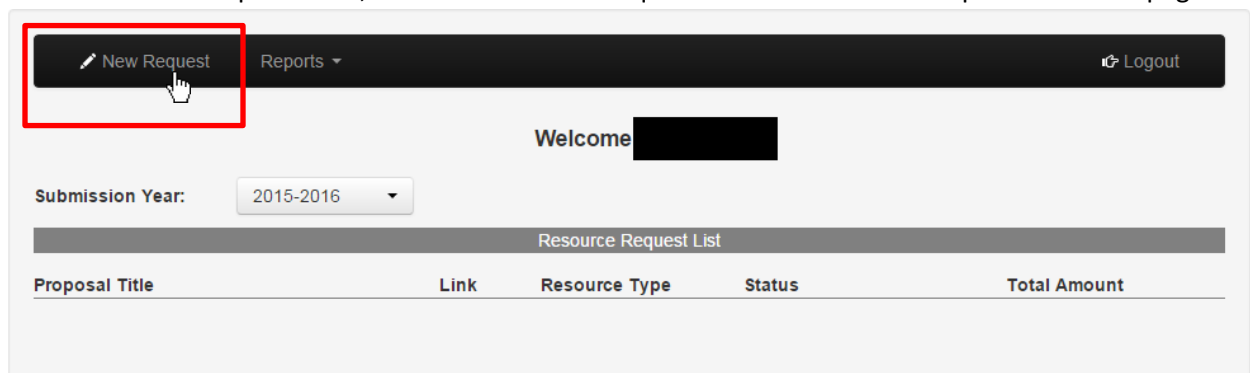 New Request Reports Logout
Welcome
Submission Year: 2015-2016
Resource Request List
Proposal Title Link Resource Type Status Total Amount